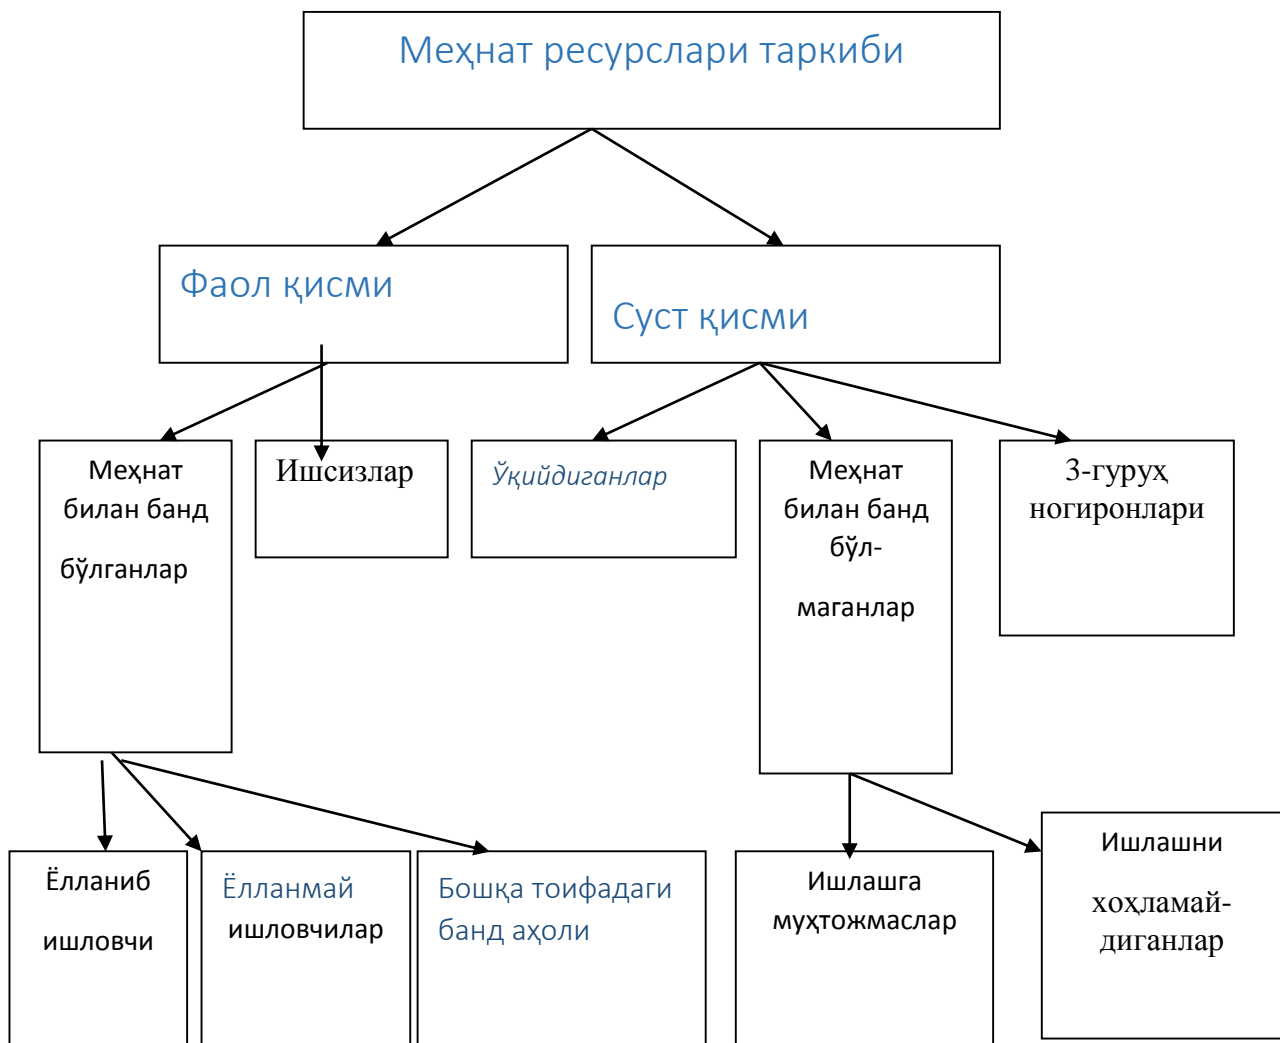 Меҳнат ресурслари таркиби
Фаол қисми
Суст қисми
Меҳнат
билан банд
бўлганлар
Ишсизлар
Ўқийдиганлар
Меҳнат
билан банд
бўл-
маганлар
3-гуруҳ
ногиронлари
Ёлланиб
ишловчи
Ёлланмай
ишловчилар
Бошқа тоифадаги
банд аҳоли
Ишлашга
муҳтожмаслар
Ишлашни
хоҳламай-
диганлар